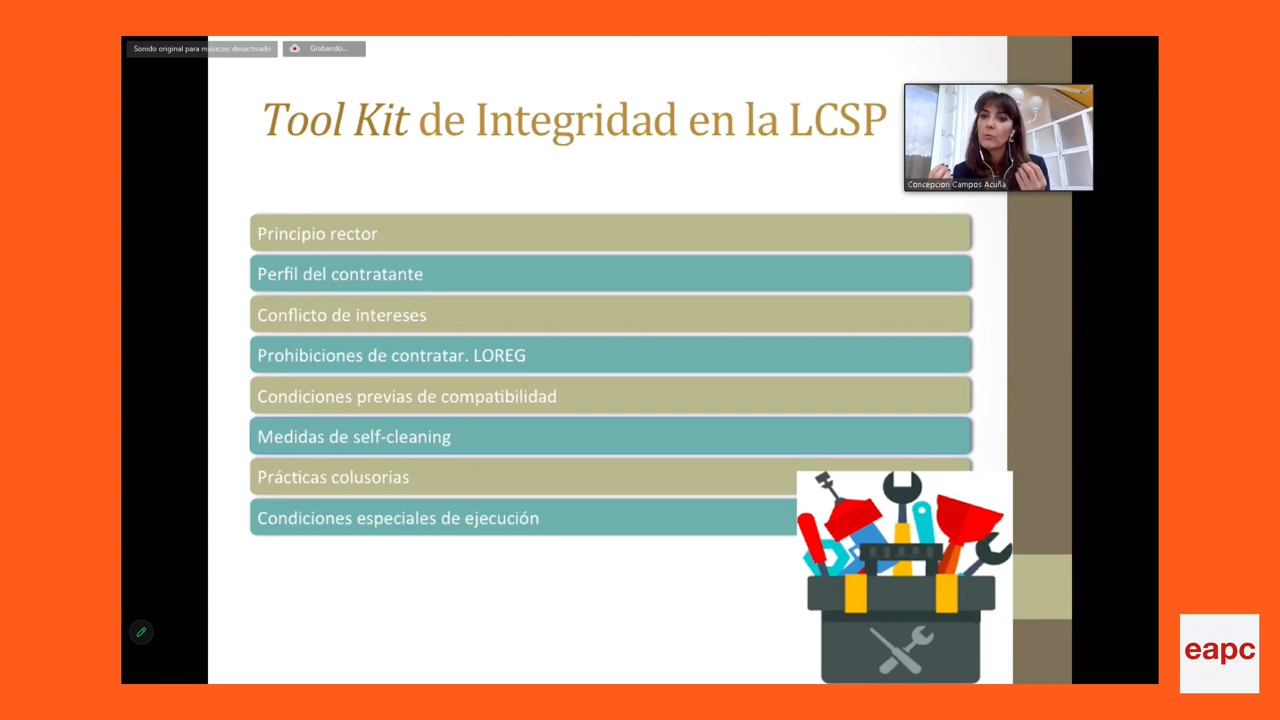 Sonido original para músicos: desactivado
Grabando...
Tool Kit de Integridad en la LCSP
Concepcion Campos Acuña
Principio rector
Perfil del contratante
Conflicto de intereses
Prohibiciones de contratar. LOREG
Condiciones previas de compatibilidad
Medidas de self-cleaning
Prácticas colusorias
Condiciones especiales de ejecución
eapc